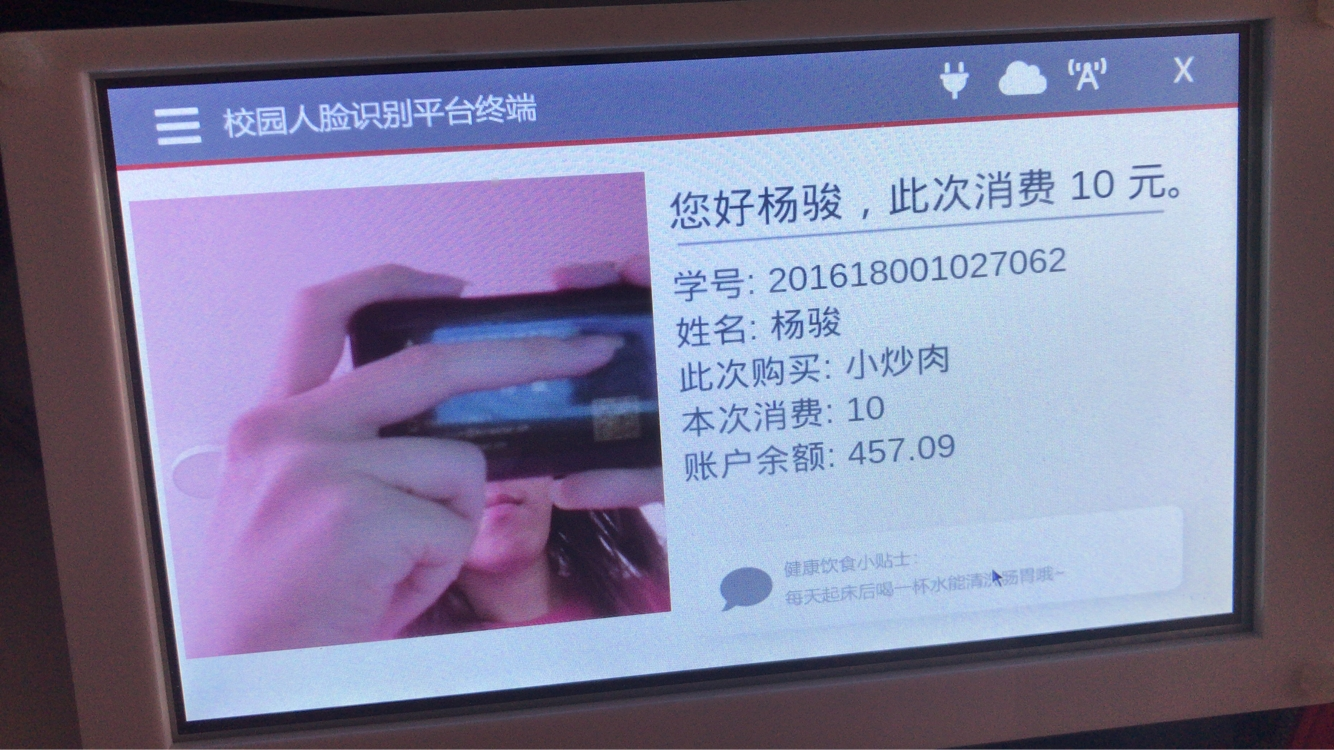 校园人脸识别平台终端
X
您好杨骏，此次消费 10 元。
学号: 201618001027062
姓名: 杨骏
此次购买: 小炒肉
本次消费: 10
账户余额: 457.09
健康饮食小贴士:
每天起床后喝一杯水能清洗肠胃哦~